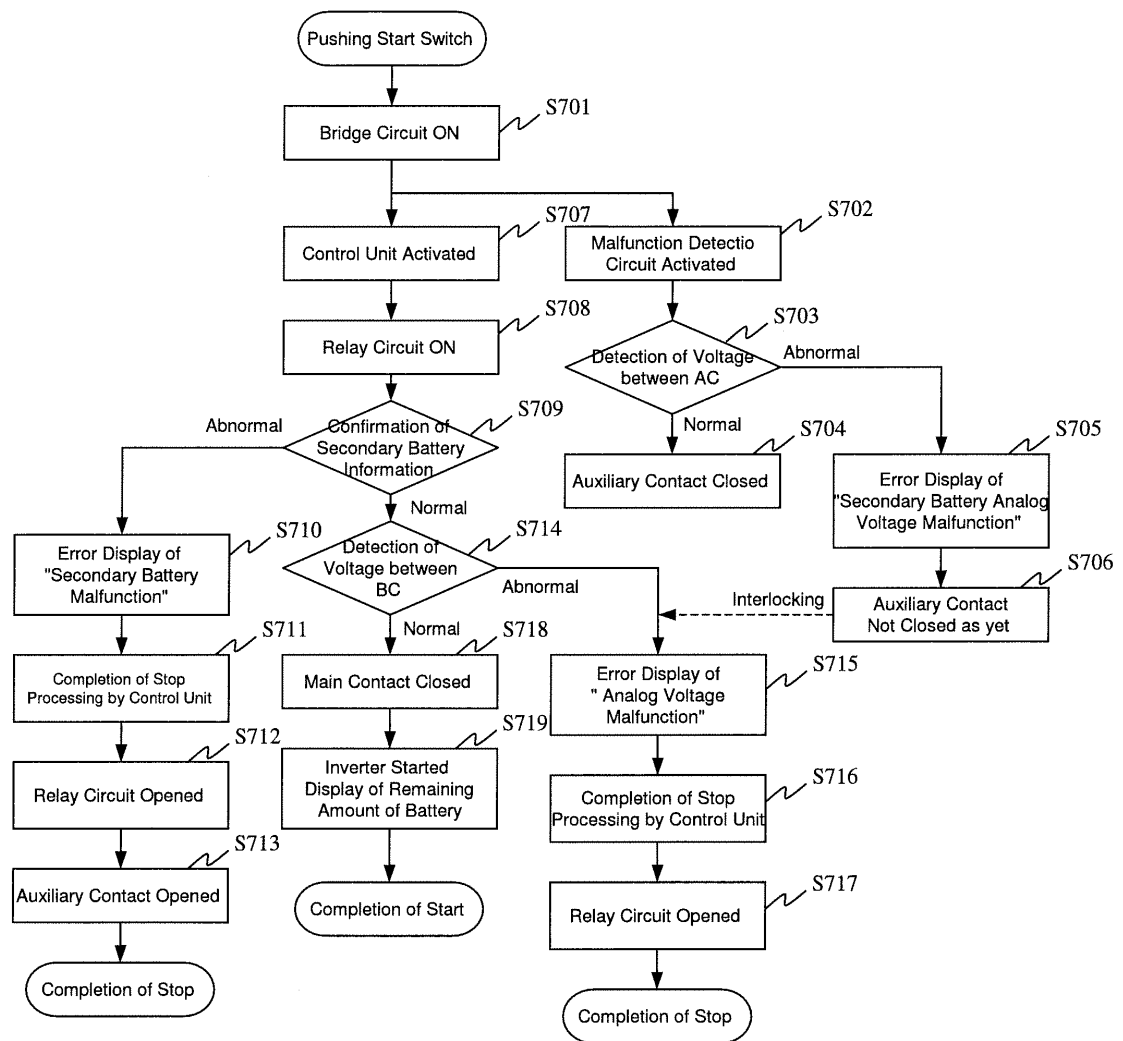 Pushing Start Switch
S701
Bridge Circuit ON
S707
Control Unit Activated
S702
Malfunction Detectio
Circuit Activated
S708
Relay Circuit ON
S703
Detection of Voltage
between AC
Abnormal
Normal
S709
Confirmation of
Secondary Battery
Information
Abnormal
Normal
S704
Auxiliary Contact Closed
S705
Error Display of
"Secondary Battery Analog
Voltage Malfunction"
S710
Error Display of
"Secondary Battery
Malfunction"
S714
Detection of
Voltage between
BC
Abnormal
Normal
S706
Auxiliary Contact
Not Closed as yet
Interlocking
S711
Completion of Stop
Processing by Control Unit
S718
Main Contact Closed
S715
Error Display of
" Analog Voltage
Malfunction"
S712
Relay Circuit Opened
S719
Inverter Started
Display of Remaining
Amount of Battery
S716
Completion of Stop
Processing by Control Unit
S713
Auxiliary Contact Opened
Completion of Start
S717
Relay Circuit Opened
Completion of Stop
Completion of Stop